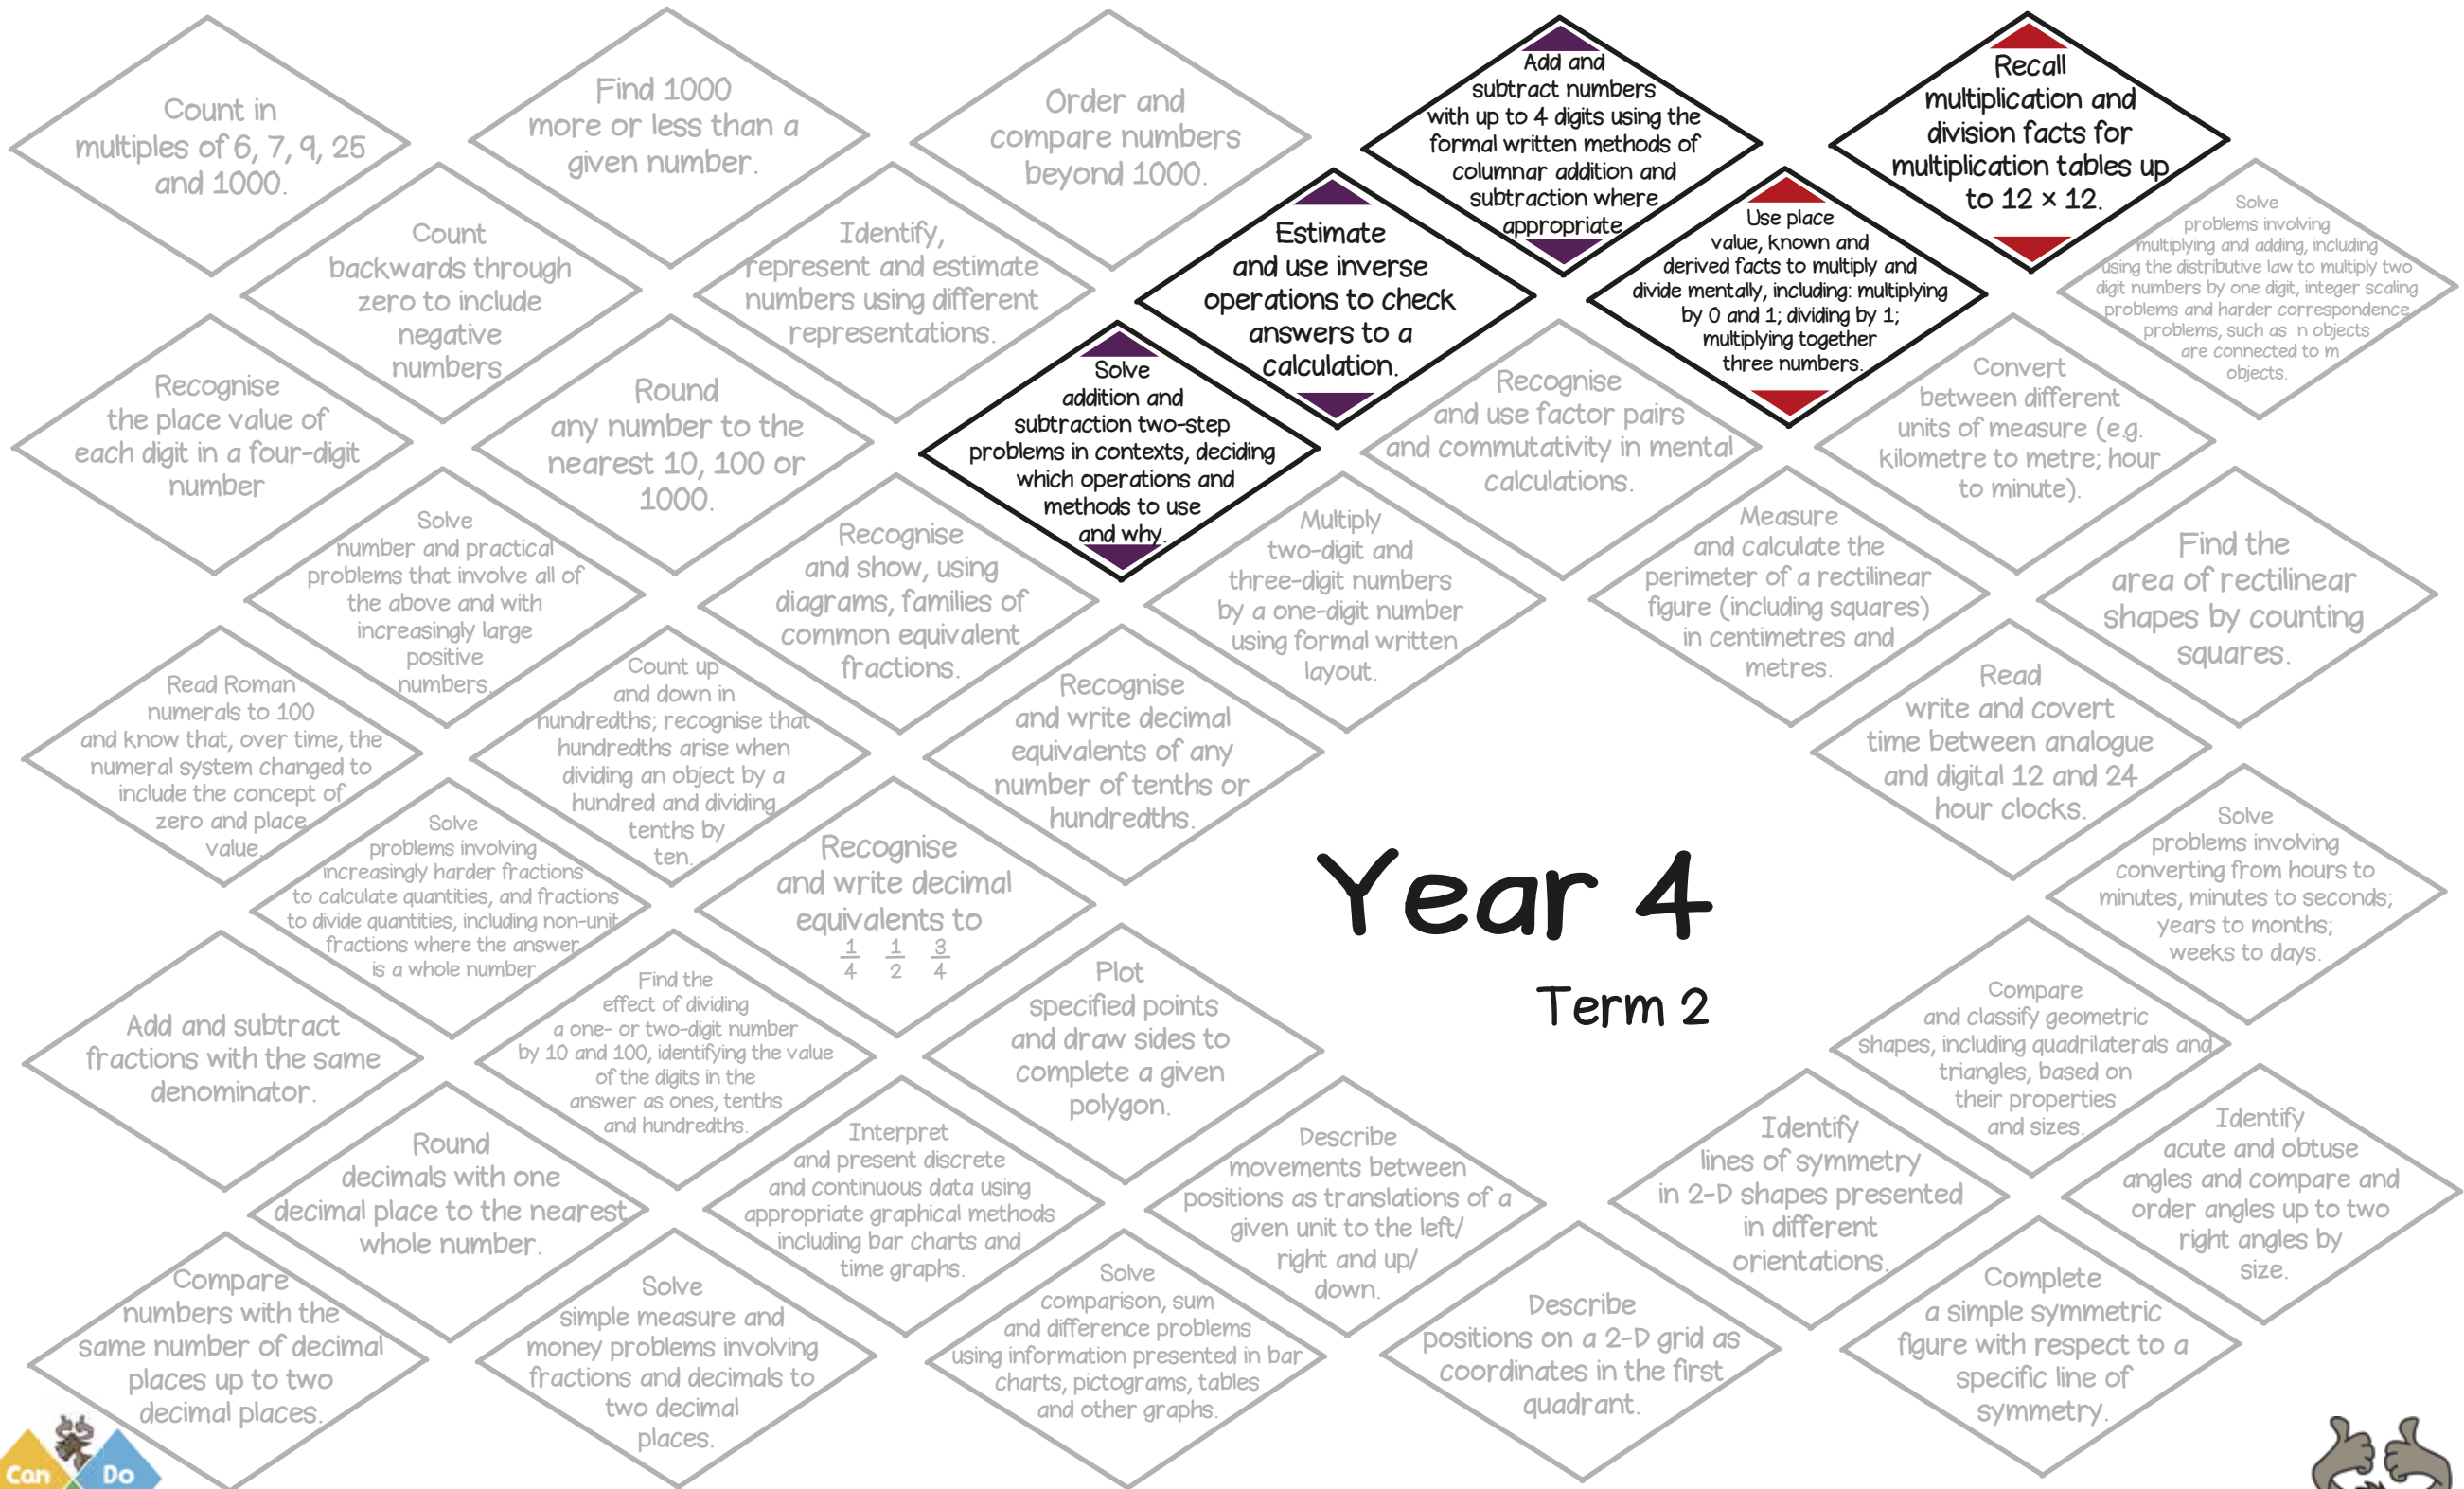 Count in
multiples of 6, 7, 9, 25
and 1000.
Find 1000
more or less than a
given number.
Order and
compare numbers
beyond 1000.
Add and
subtract numbers
with up to 4 digits using the
formal written methods of
columnar addition and
subtraction where
appropriate
Recall
multiplication and
division facts for
multiplication tables up
to 12 × 12.
Count
backwards through
zero to include
negative
numbers
Identify,
represent and estimate
numbers using different
representations.
Estimate
and use inverse
operations to check
answers to a
calculation.
Use place
value, known and
derived facts to multiply and
divide mentally, including: multiplying
by 0 and 1; dividing by 1;
multiplying together
three numbers.
Solve
problems involving
multiplying and adding, including
using the distributive law to multiply two
digit numbers by one digit, integer scaling
problems and harder correspondence
problems, such as n objects
are connected to m
objects.
Recognise
the place value of
each digit in a four-digit
number
Round
any number to the
nearest 10, 100 or
1000.
Solve
addition and
subtraction two-step
problems in contexts, deciding
which operations and
methods to use
and why.
Recognise
and use factor pairs
and commutativity in mental
calculations.
Convert
between different
units of measure (e.g.
kilometre to metre; hour
to minute).
Solve
number and practical
problems that involve all of
the above and with
increasingly large
positive
numbers.
Recognise
and show, using
diagrams, families of
common equivalent
fractions.
Multiply
two-digit and
three-digit numbers
by a one-digit number
using formal written
layout.
Measure
and calculate the
perimeter of a rectilinear
figure (including squares)
in centimetres and
metres.
Find the
area of rectilinear
shapes by counting
squares.
Read Roman
numerals to 100
and know that, over time, the
numeral system changed to
include the concept of
zero and place
value.
Count up
and down in
hundredths; recognise that
hundredths arise when
dividing an object by a
hundred and dividing
tenths by
ten.
Recognise
and write decimal
equivalents of any
number of tenths or
hundredths.
Read
write and covert
time between analogue
and digital 12 and 24
hour clocks.
Solve
problems involving
increasingly harder fractions
to calculate quantities, and fractions
to divide quantities, including non-unit
fractions where the answer
is a whole number.
Recognise
and write decimal
equivalents to
1/4 1/2 3/4
Year 4
Term 2
Solve
problems involving
converting from hours to
minutes, minutes to seconds;
years to months;
weeks to days.
Add and subtract
fractions with the same
denominator.
Find the
effect of dividing
a one- or two-digit number
by 10 and 100, identifying the value
of the digits in the
answer as ones, tenths
and hundredths.
Plot
specified points
and draw sides to
complete a given
polygon.
Compare
and classify geometric
shapes, including quadrilaterals and
triangles, based on
their properties
and sizes.
Round
decimals with one
decimal place to the nearest
whole number.
Interpret
and present discrete
and continuous data using
appropriate graphical methods
including bar charts and
time graphs.
Describe
movements between
positions as translations of a
given unit to the left/
right and up/
down.
Identify
lines of symmetry
in 2-D shapes presented
in different
orientations.
Identify
acute and obtuse
angles and compare and
order angles up to two
right angles by
size.
Compare
numbers with the
same number of decimal
places up to two
decimal places.
Solve
simple measure and
money problems involving
fractions and decimals to
two decimal
places.
Solve
comparison, sum
and difference problems
using information presented in bar
charts, pictograms, tables
and other graphs.
Describe
positions on a 2-D grid as
coordinates in the first
quadrant.
Complete
a simple symmetric
figure with respect to a
specific line of
symmetry.
Can Do